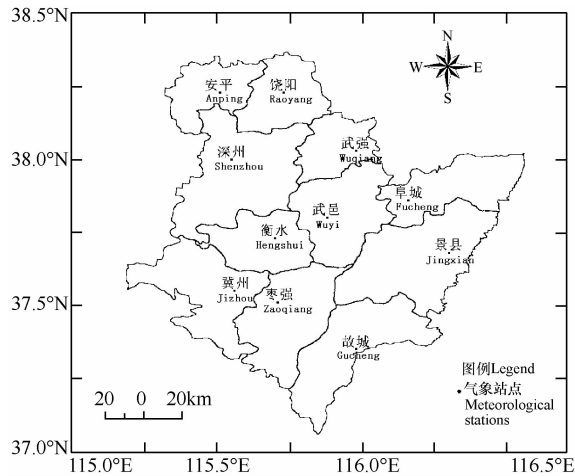 38.5°N
38.0°N
37.5°N
37.0°N
N
W E
S
安平
Anping
饶阳
Raoyang
深州
Shenzhou
武强
Wuqiang
阜城
Fucheng
武邑
Wuyi
衡水
Hengshui
景县
Jingxian
冀州
Jizhou
枣强
Zaoqiang
故城
Gucheng
20 0 20km
图例Legend
气象站点
Meteorological
stations
115.0°E 115.5°E 116.0°E 116.5°E